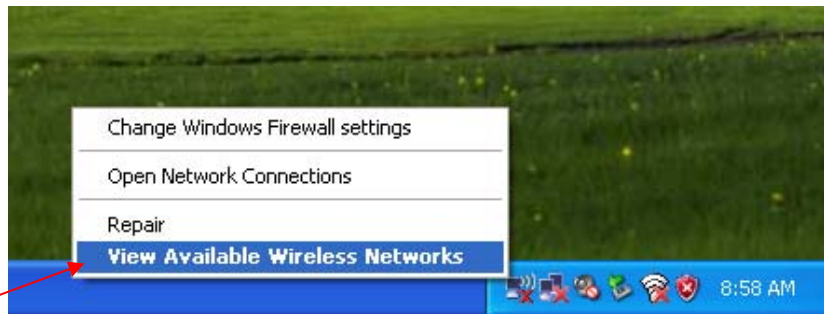 Change Windows Firewall settings
Open Network Connections
Repair
View Available Wireless Networks
8:58 AM